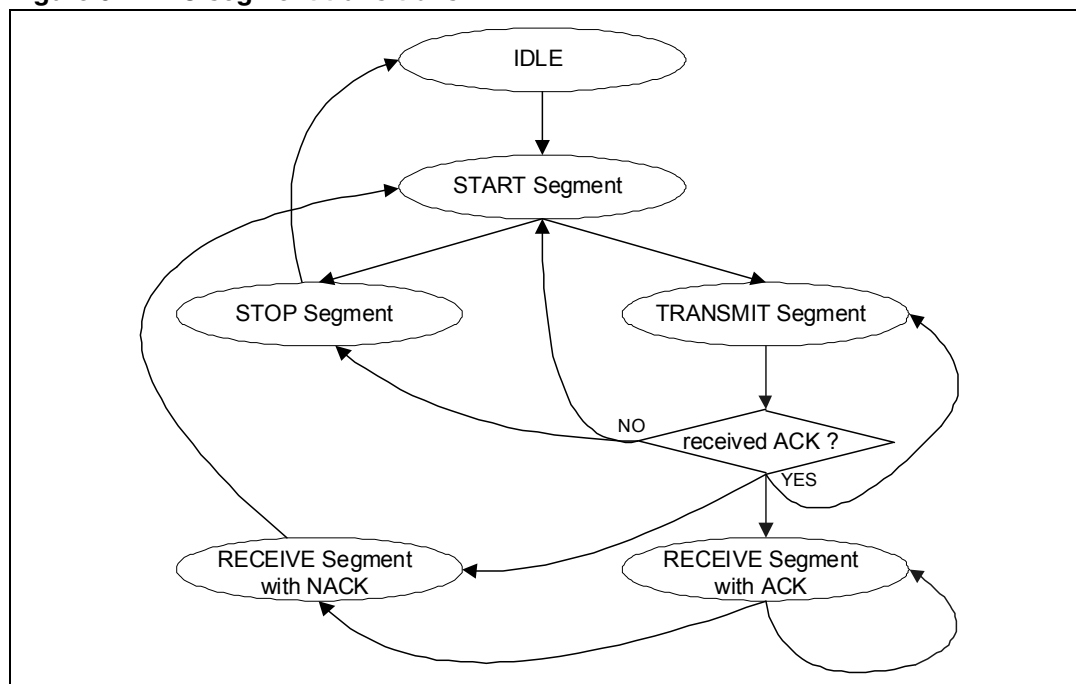 IDLE
START Segment
STOP Segment
TRANSMIT Segment
NO
received ACK ?
YES
RECEIVE Segment
with NACK
RECEIVE Segment
with ACK